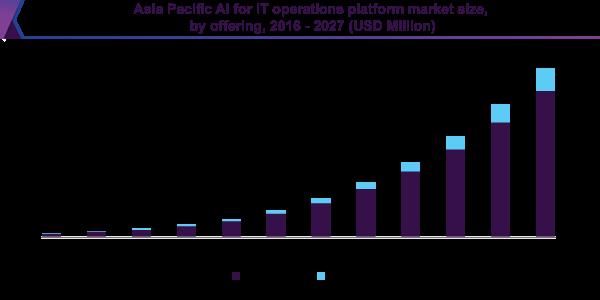 Asia Pacific AI for IT operations platform market size,
by offering, 2016 - 2027 (USD Million)